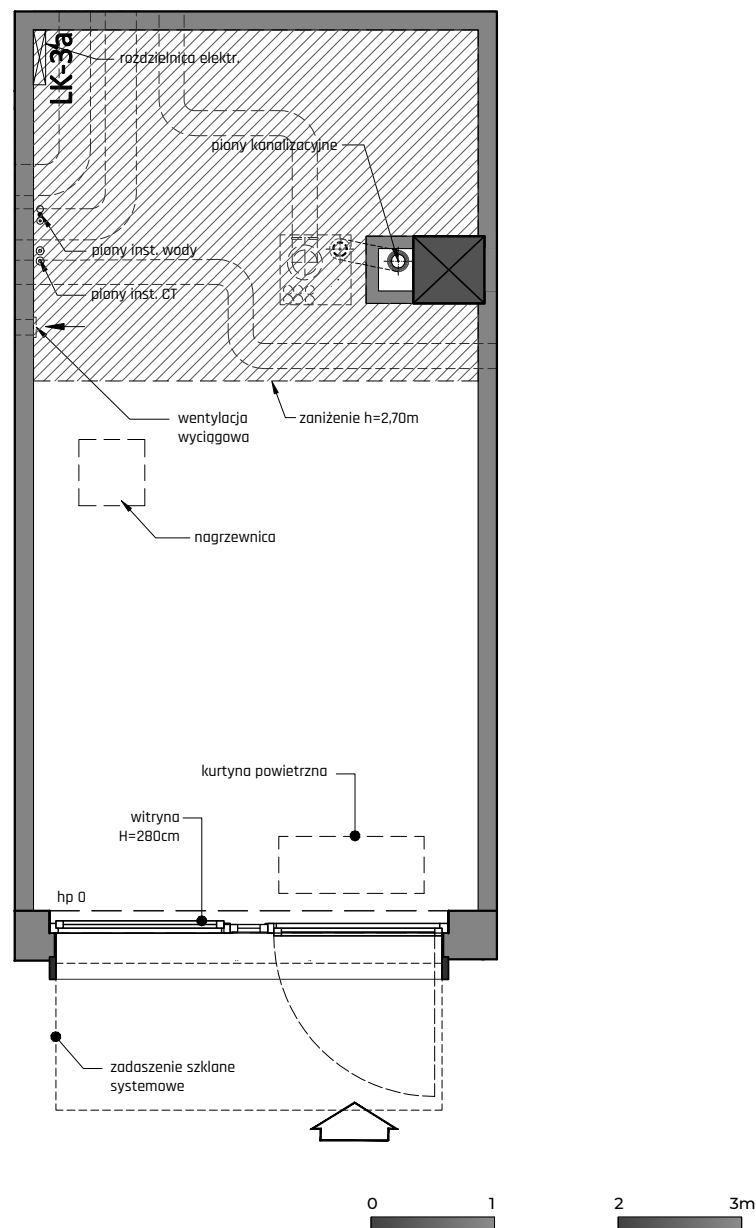 LK-3a
rozdzielnica elektr.
piony kanalizacyjne
piony inst. wody
piony inst. CT
wentylacja
wyciągowa
zaniżenie h=2,70m
nagrzewnica
kurtyna powietrzna
witryna
H=280cm
hp 0
zadaszenie szklane
systemowe
0 1 2 3m